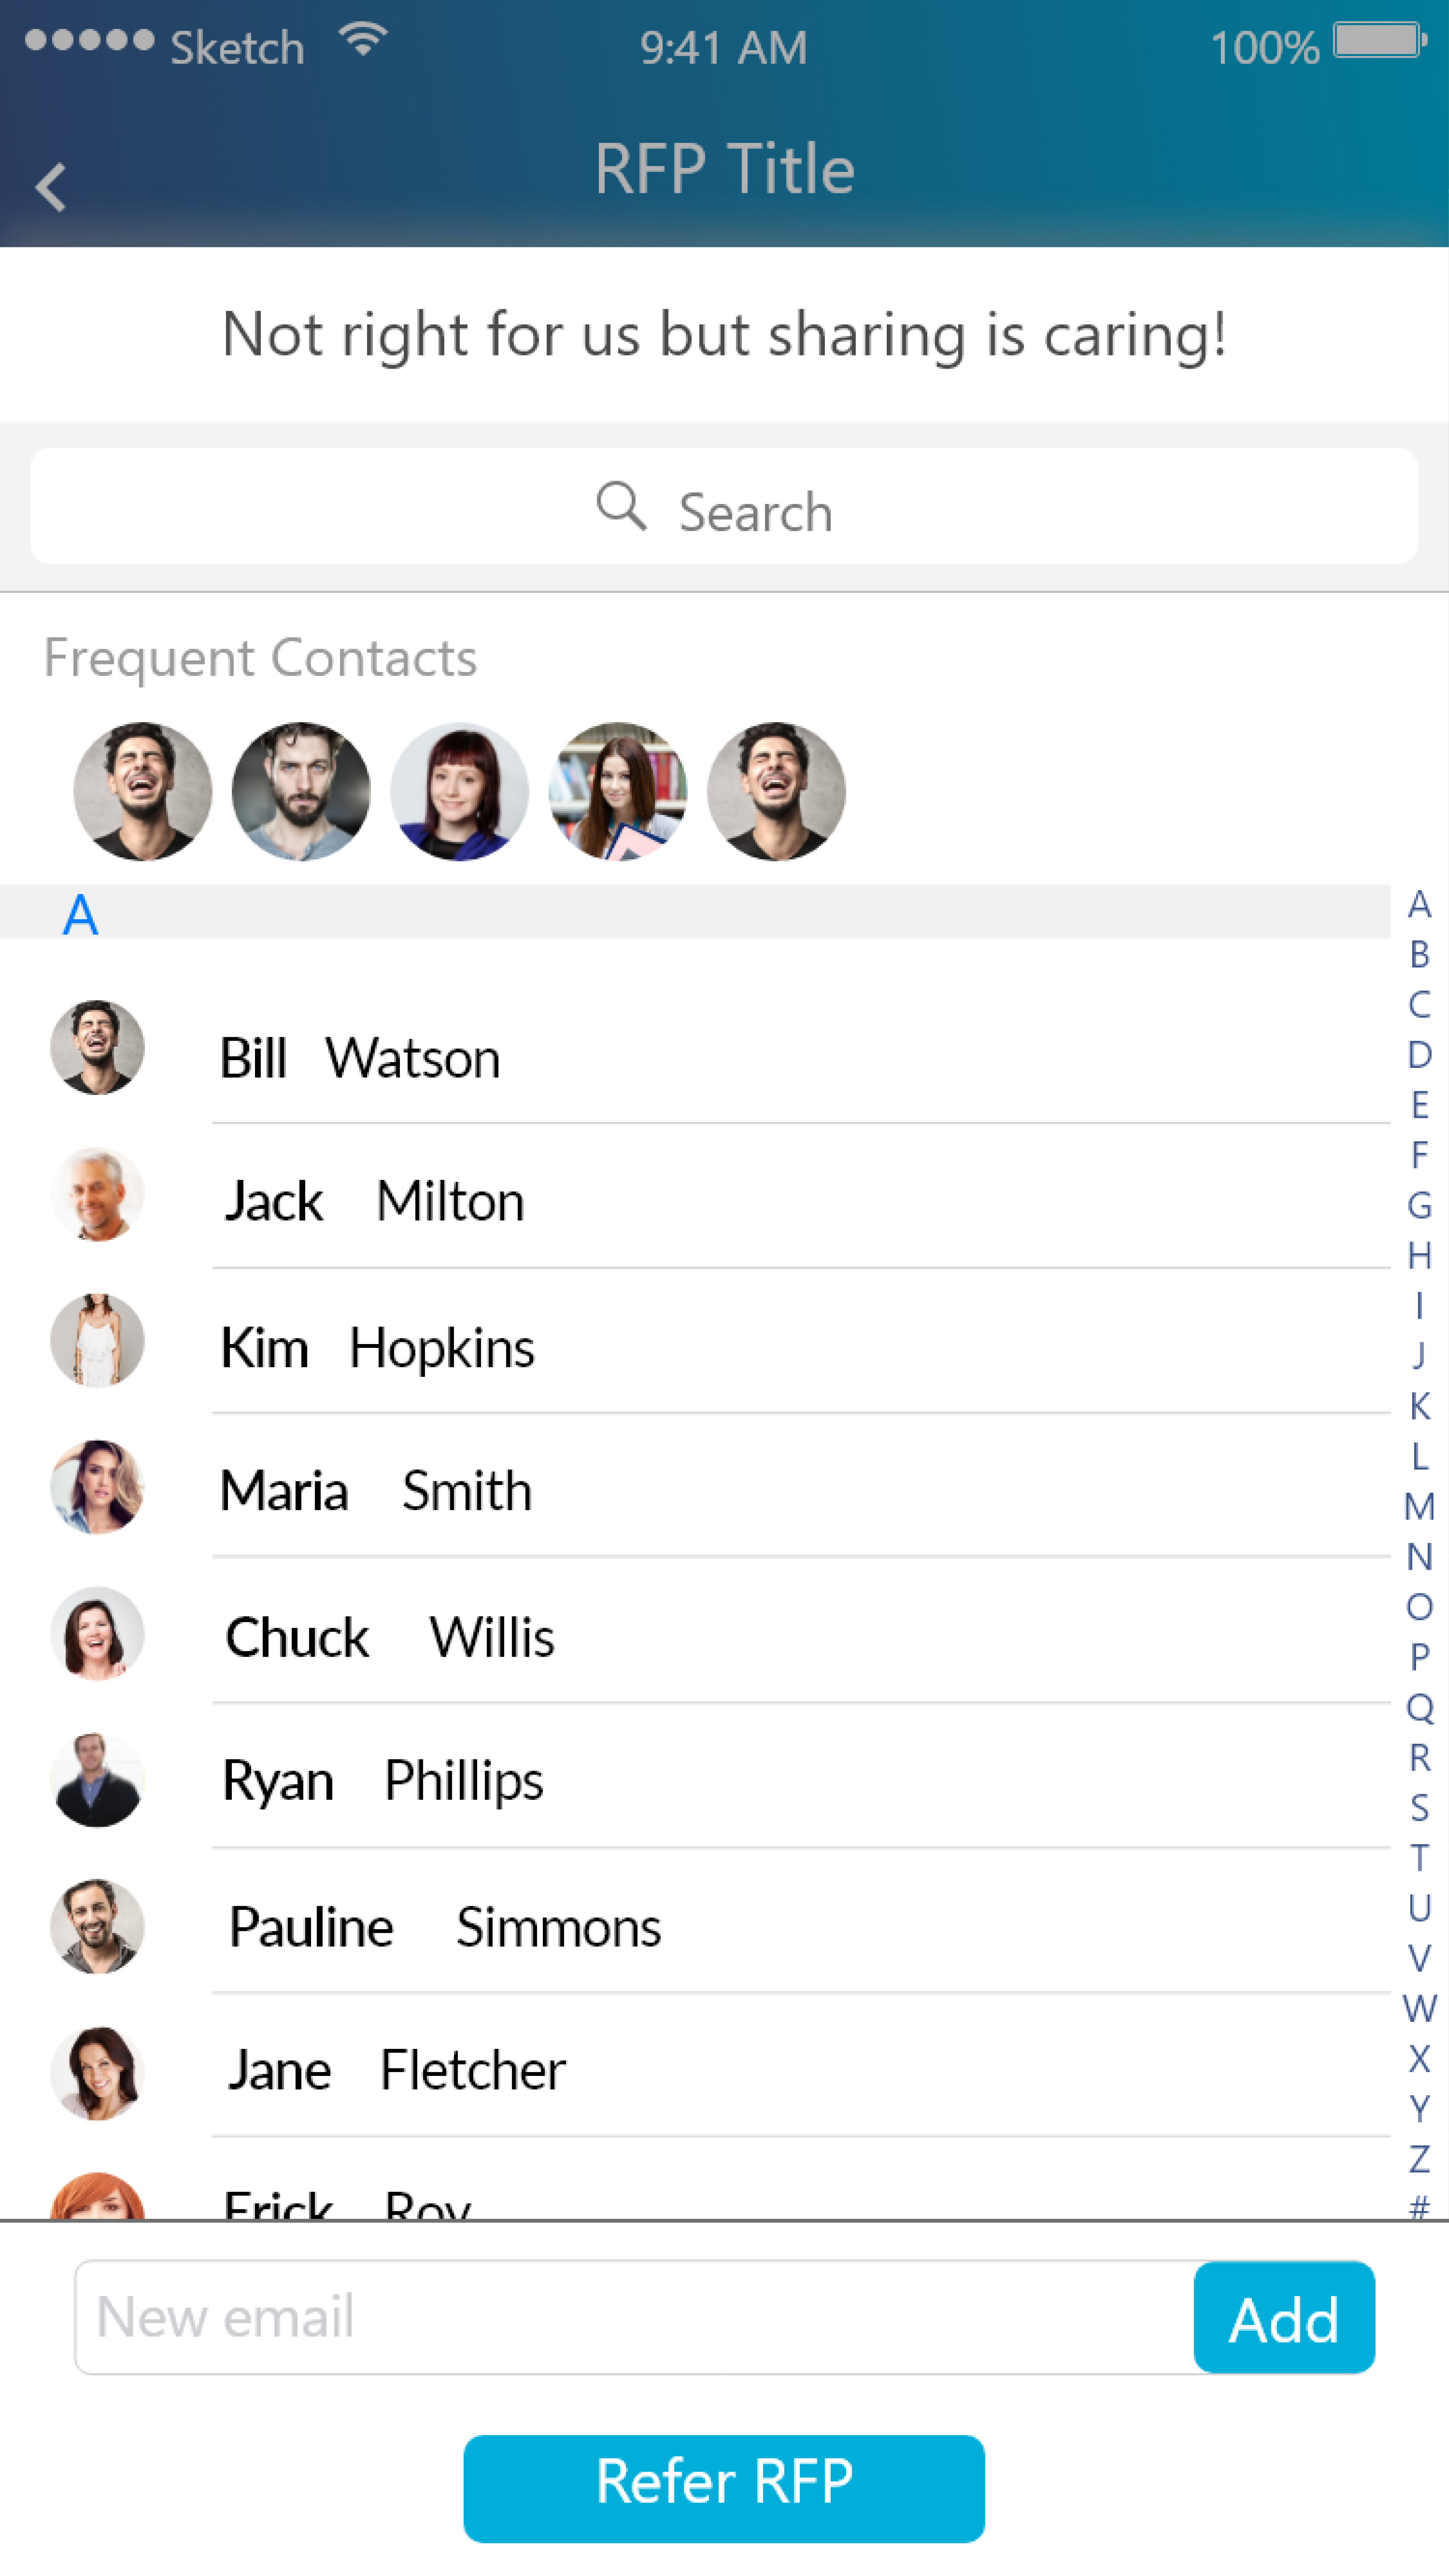 Sketch 9:41 AM 100%
RFP Title
Not right for us but sharing is caring!
Search
Frequent Contacts
A
Bill Watson
Jack Milton
Kim Hopkins
Maria Smith
Chuck Willis
Ryan Phillips
Pauline Simmons
Jane Fletcher
Erick Roy
A
B
C
D
E
F
G
H
I
J
K
L
M
N
O
P
Q
R
S
T
U
V
W
X
Y
Z
#
New email Add
Refer RFP